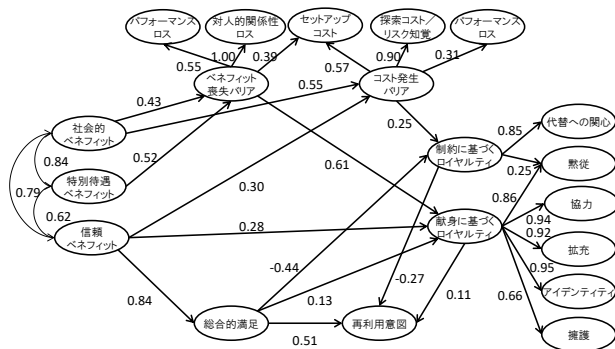 パフォーマンス
ロス
対人的関係性
ロス
セットアップ
コスト
探索コスト／
リスク知覚
パフォーマンス
ロス
0.55
1.00
0.39
0.57
0.90
0.31
ベネフィット
喪失バリア
コスト発生
バリア
0.43
0.55
0.25
社会的
ベネフィット
0.84
特別待遇
ベネフィット
0.52
0.79
0.62
信頼
ベネフィット
0.30
0.61
0.28
制約に基づく
ロイヤルティ
献身に基づく
ロイヤルティ
0.85
0.25
0.86
0.94
0.92
0.95
0.66
代替への関心
黙従
協力
拡充
アイデンティティ
擁護
-0.44
-0.27
0.84
0.13
0.11
総合的満足
0.51
再利用意図